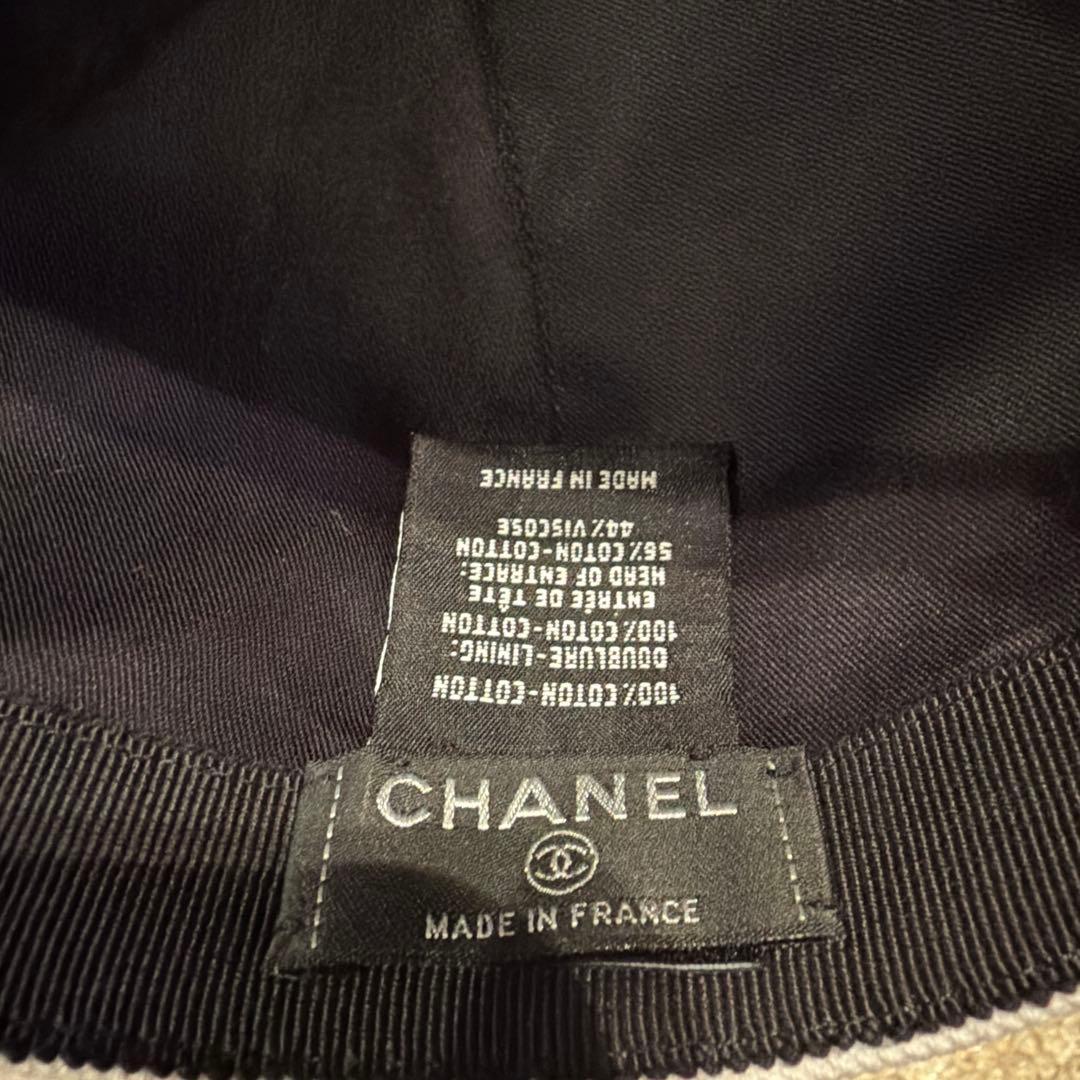 100% COTON-COTTON
DOUBLURE-LINING:
100% COTON-COTTON
ENTRÉE DE TÊTE
HEAD OF ENTRACE:
56% COTON-COTTON
44% VISCOSE
MADE IN FRANCE
CHANEL
MADE IN FRANCE